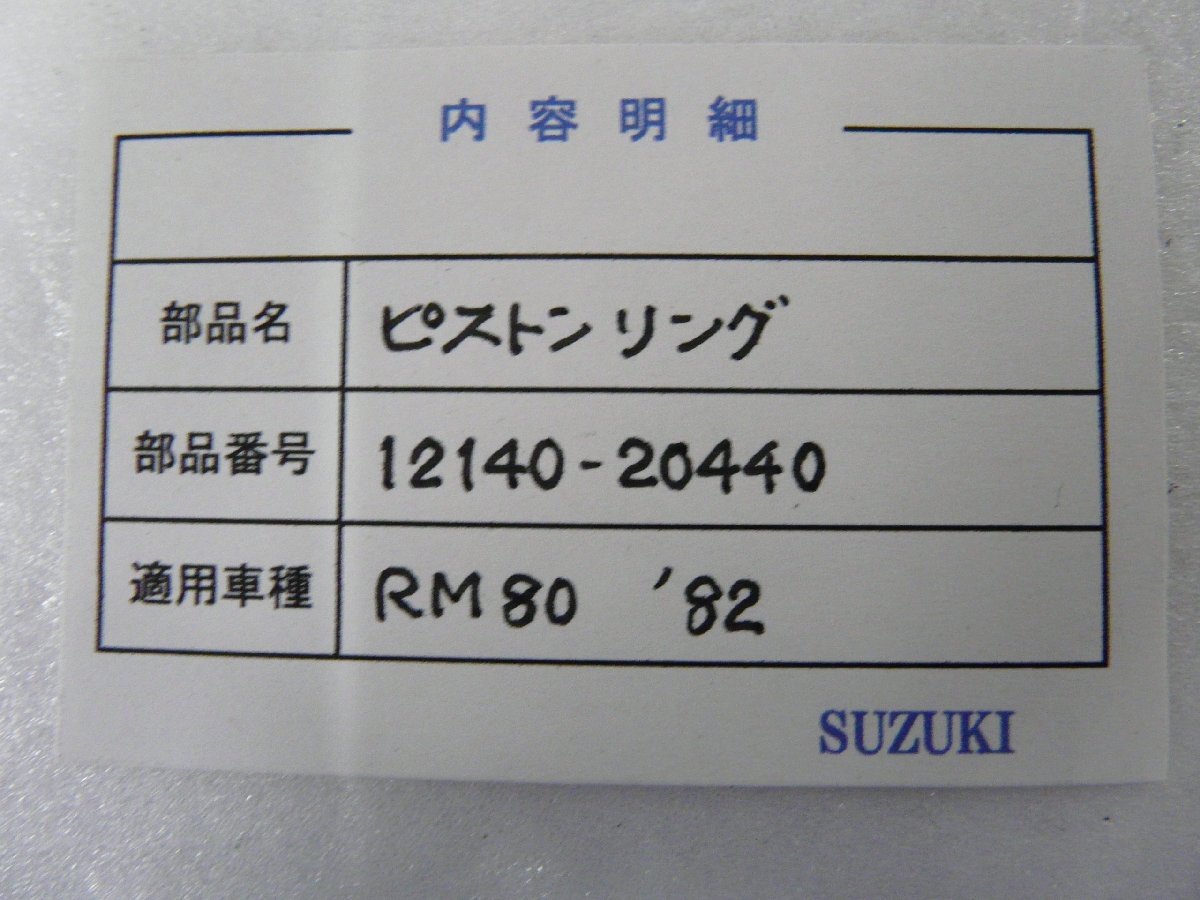 内容明細
部品名 ピストンリング
部品番号 12140-20440
適用車種 RM80 '82
SUZUKI